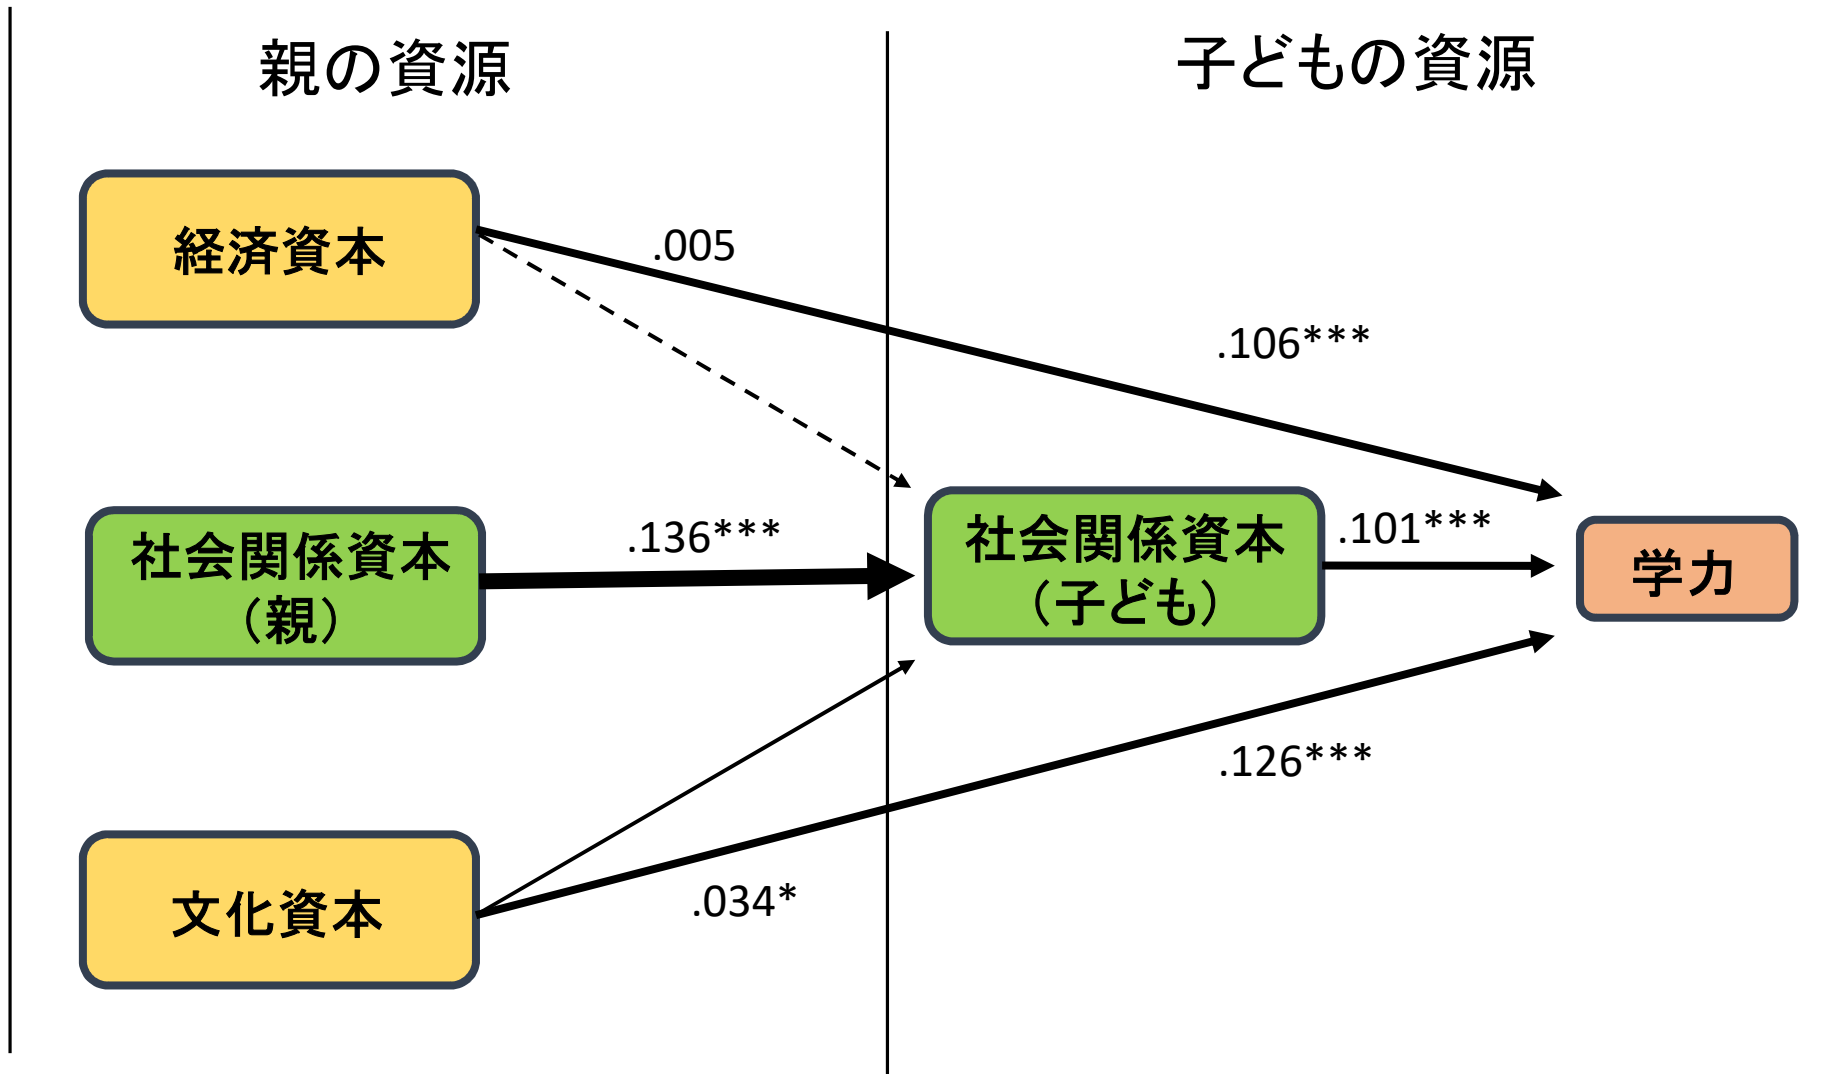 親の資源
子どもの資源
経済資本
.005
.106***
社会関係資本
（親）
.136***
社会関係資本
（子ども）
.101***
学力
.126***
文化資本
.034*